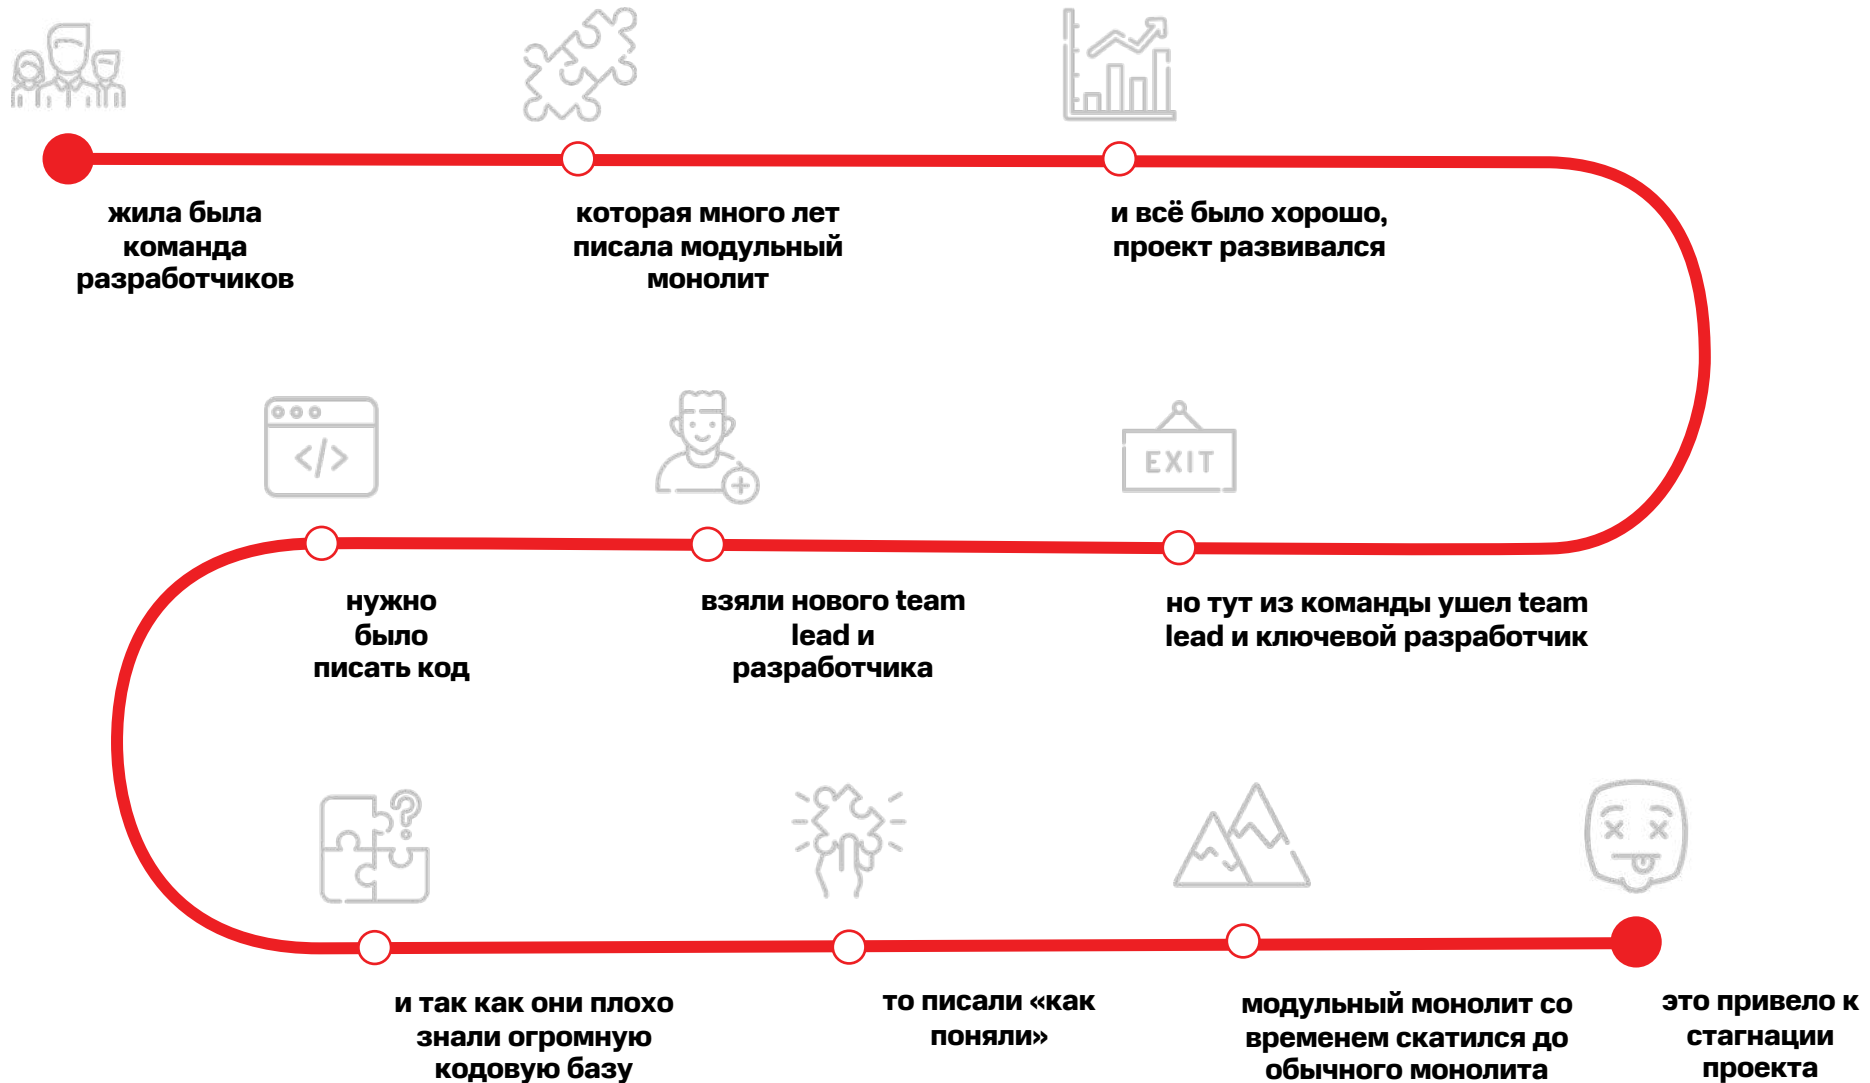 жила была
команда
разработчиков
которая много лет
писала модульный
монолит
и всё было хорошо,
проект развивался
EXIT
но тут из команды ушел team
lead и ключевой разработчик
взяли нового team
lead и
разработчика
</>
нужно
было
писать код
?
и так как они плохо
знали огромную
кодовую базу
то писали «как
поняли»
модульный монолит со
временем скатился до
обычного монолита
это привело к
стагнации
проекта